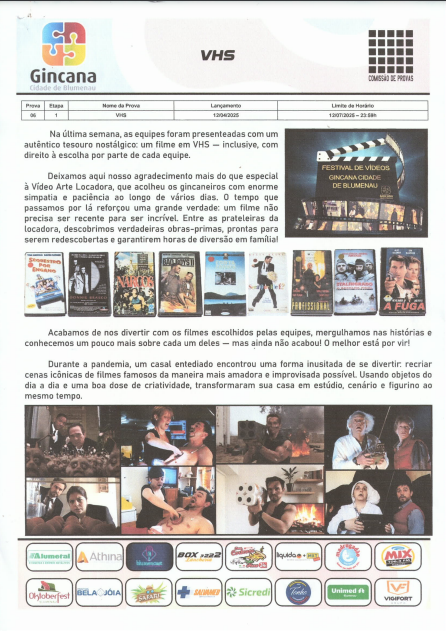 Gincana
Cidade de Blumenau
VHS
COMISSÃO DE PROVAS
Prova Etapa Nome da Prova Lançamento Limite de Horário
06 1 VHS 12/04/2025 12/07/2025 – 23:59h
Na última semana, as equipes foram presenteadas com um
autêntico tesouro nostálgico: um filme em VHS — inclusive, com
direito à escolha por parte de cada equipe.
Deixamos aqui nosso agradecimento mais do que especial
à Vídeo Arte Locadora, que acolheu os gincaneiros com enorme
simpatia e paciência ao longo de vários dias. O tempo que
passamos por lá reforçou uma grande verdade: um filme não
precisa ser recente para ser incrível. Entre as prateleiras da
locadora, descobrimos verdadeiras obras-primas, prontas para
serem redescobertas e garantirem horas de diversão em família!
FESTIVAL DE VÍDEOS
GINCANA CIDADE
DE BLUMENAU
PROFISSIONAL
A FUGA
Acabamos de nos divertir com os filmes escolhidos pelas equipes, mergulhamos nas histórias e
conhecemos um pouco mais sobre cada um deles — mas ainda não acabou! O melhor está por vir!
Durante a pandemia, um casal entediado encontrou uma forma inusitada de se divertir: recriar
cenas icônicas de filmes famosos da maneira mais amadora e improvisada possível. Usando objetos do
dia a dia e uma boa dose de criatividade, transformaram sua casa em estúdio, cenário e figurino ao
mesmo tempo.
Alumetal
Athina
BOX 222
liquida
MIX
Oktoberfest
BELA JÓIA
SAFARI
SALVAMED
Sicredi
Unimed
VIGIFORT